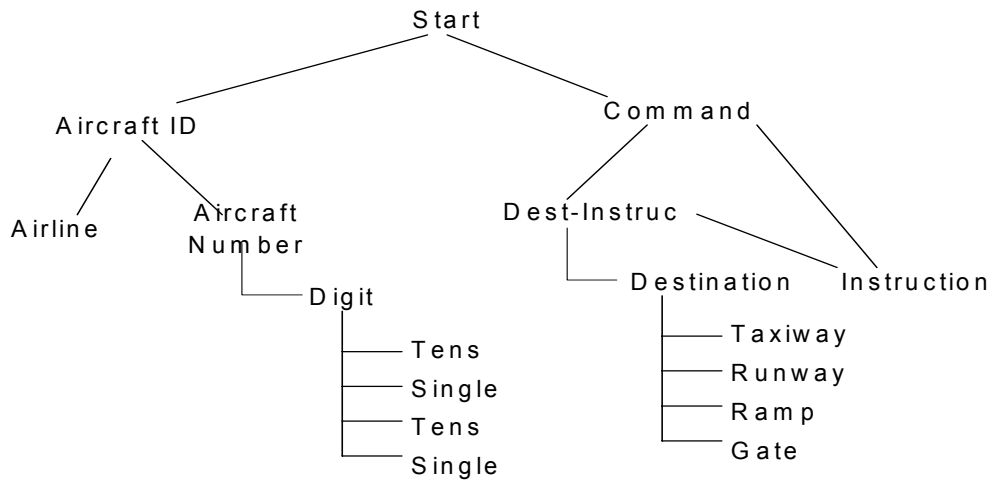 Start
Aircraft ID
Command
Airline
Aircraft
Number
Dest-Instruc
Digit
Destination
Instruction
Tens
Single
Tens
Single
Taxiway
Runway
Ramp
Gate